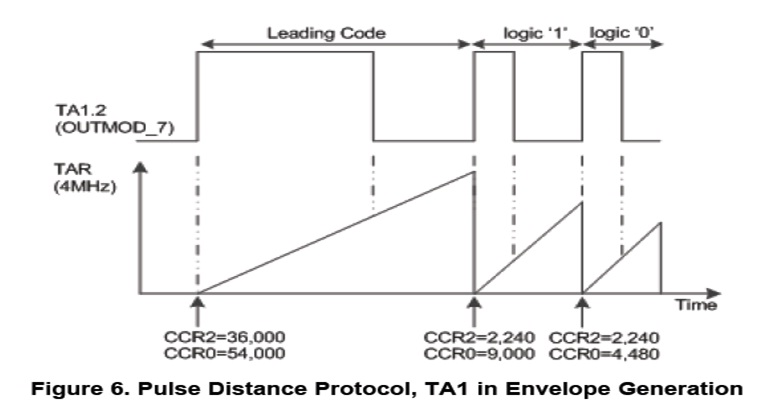 Leading Code
logic '1'
logic '0'
TA1.2
(OUTMOD_7)
TAR
(4MHz)
Time
CCR2=36,000
CCR0=54,000
CCR2=2,240
CCR0=9,000
CCR2=2,240
CCR0=4,480
Figure 6. Pulse Distance Protocol, TA1 in Envelope Generation